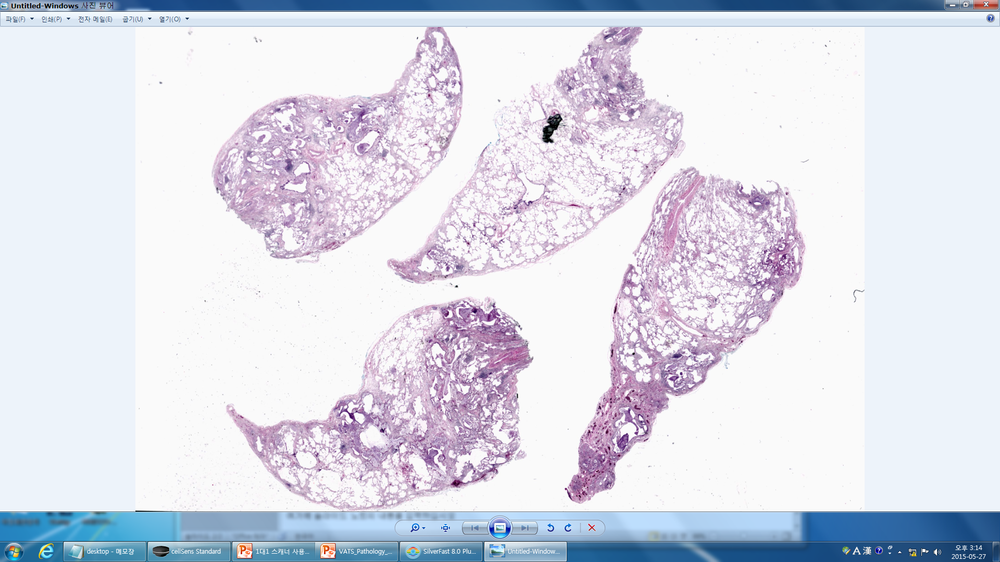 Untitled-Windows 사진 뷰어
파일(F) 인쇄(P) 전자 메일(E) 굽기(U) 열기(O)
desktop - 메모장
cellSens Standard
1대1 스캐너 사용...
VATS_Pathology_...
SilverFast 8.0 Plu...
Untitled-Window...
A 漢
오후 3:14
2015-05-27